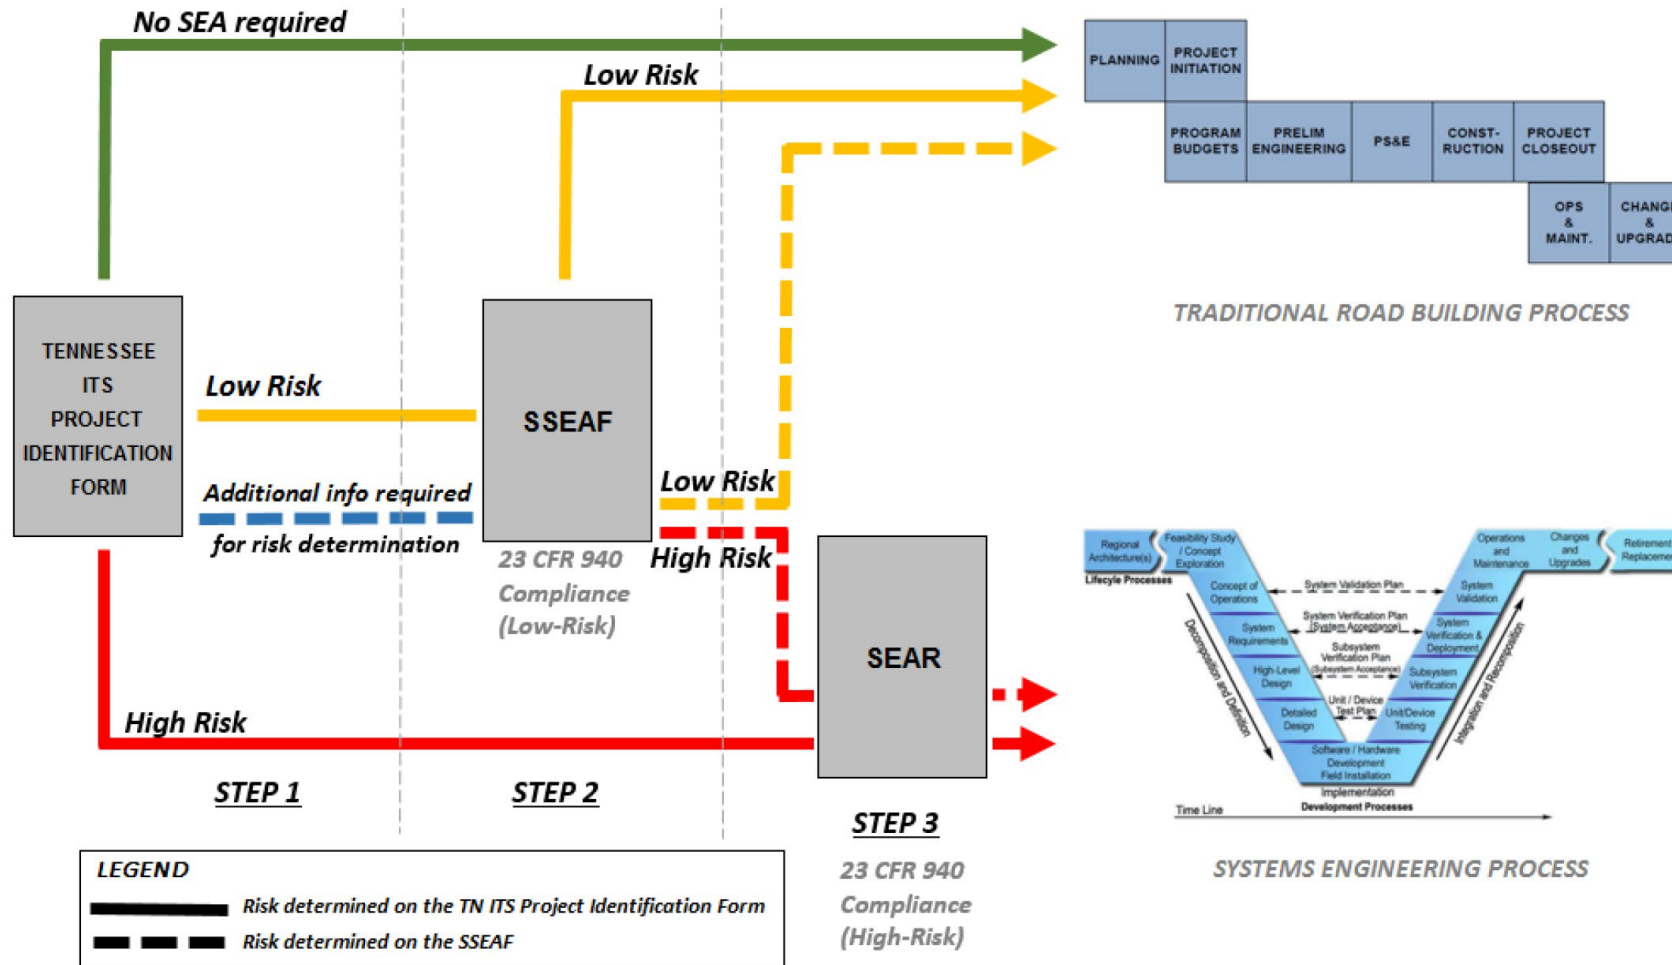 No SEA required
Low Risk
TENNESSEE
ITS
PROJECT
IDENTIFICATION
FORM
Low Risk
Additional info required
for risk determination
High Risk
STEP 1
SSEAF
23 CFR 940
Compliance
(Low-Risk)
STEP 2
Low Risk
High Risk
SEAR
STEP 3
23 CFR 940
Compliance
(High-Risk)
PLANNING
PROJECT
INITIATION
PROGRAM
BUDGETS
PRELIM
ENGINEERING
PS&E
CONST-
RUCTION
PROJECT
CLOSEOUT
OPS
&
MAINT.
CHANGE
&
UPGRAD
TRADITIONAL ROAD BUILDING PROCESS
Regional
Architecture(s)
Feasibility Study
/ Concept
Exploration
Operations
and
Maintenance
Changes
and
Upgrades
Retirement
Replacemen
Lifecyle Processes
Concept of
Operations
System Validation Plan
System
Validation
System
Requirements
System Verification Plan
(System Acceptance)
System
Verification &
Deployment
High-Level
Design
Subsystem
Verification Plan
(Subsystem Acceptance)
Subsystem
Verification
Detailed
Design
Unit / Device
Test Plan
Unit/Device
Testing
Decomposition and Definition
Integration and Recomposition
Software / Hardware
Development
Field Installation
Implementation
Time Line
Development Processes
SYSTEMS ENGINEERING PROCESS
LEGEND
Risk determined on the TN ITS Project Identification Form
Risk determined on the SSEAF